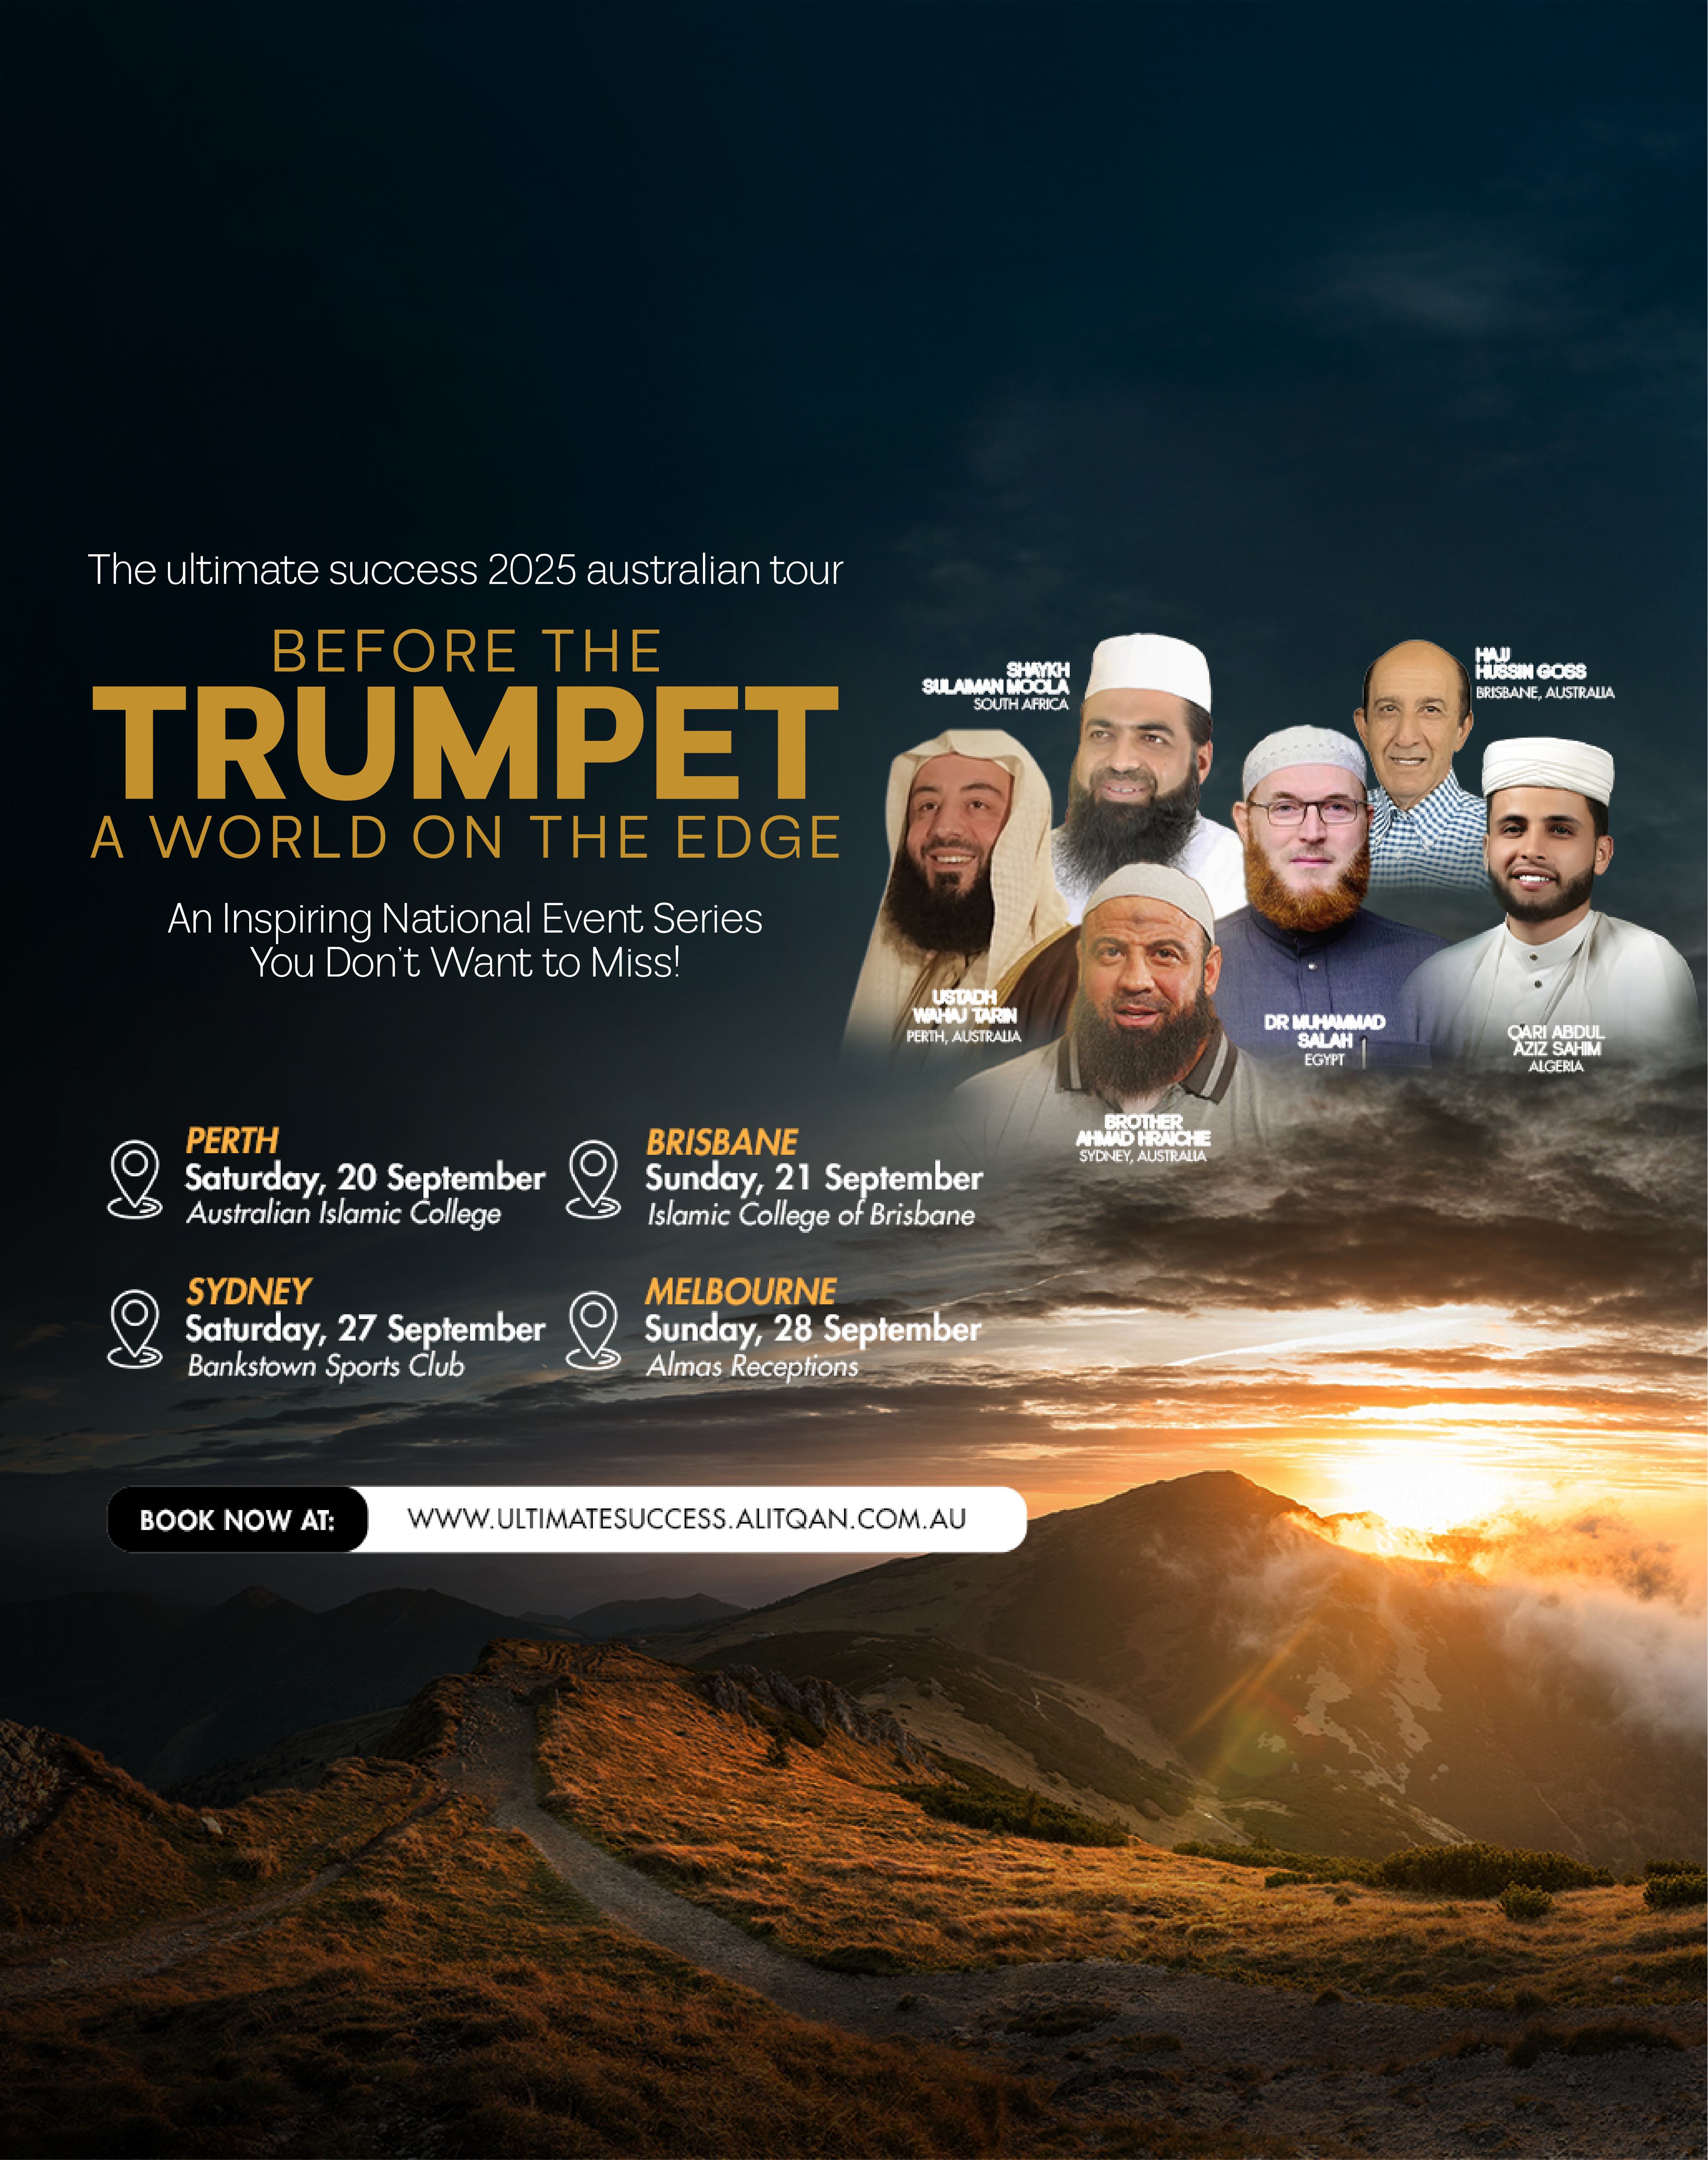 The ultimate success 2025 australian tour
BEFORE THE
TRUMPET
A WORLD ON THE EDGE
An Inspiring National Event Series
You Don't Want to Miss!
SHAYKH
SULAIMAN MOOLA
SOUTH AFRICA
HAJJ
HUSSIN GOSS
BRISBANE, AUSTRALIA
USTADH
WAHAJ TARIN
PERTH, AUSTRALIA
DR MUHAMMAD
SALAH
EGYPT
QARI ABDUL
AZIZ SAHIM
ALGERIA
BROTHER
AHMAD HRAICHIE
SYDNEY, AUSTRALIA
PERTH
Saturday, 20 September
Australian Islamic College
BRISBANE
Sunday, 21 September
Islamic College of Brisbane
SYDNEY
Saturday, 27 September
Bankstown Sports Club
MELBOURNE
Sunday, 28 September
Almas Receptions
BOOK NOW AT:
WWW.ULTIMATESUCCESS.ALITQAN.COM.AU